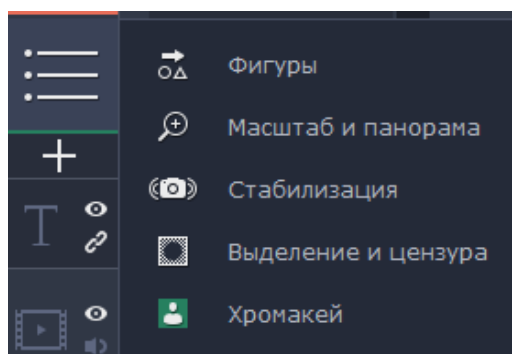 Фигуры
Масштаб и панорама
Стабилизация
Выделение и цензура
Хромакей